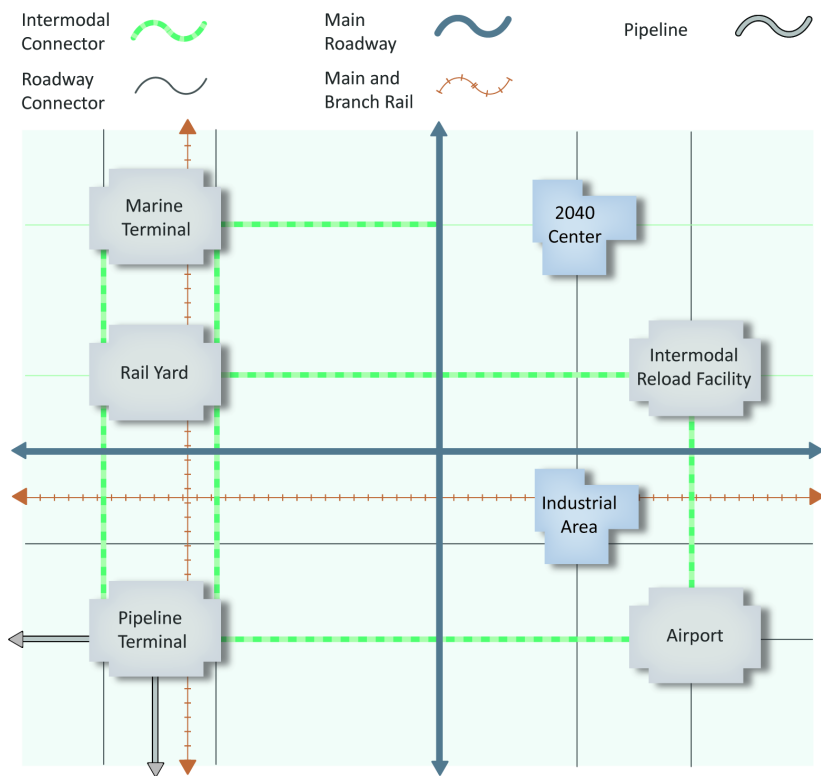 Intermodal
Connector
Main
Roadway
Pipeline
Roadway
Connector
Main and
Branch Rail
Marine
Terminal
2040
Center
Rail Yard
Intermodal
Reload Facility
Industrial
Area
Pipeline
Terminal
Airport